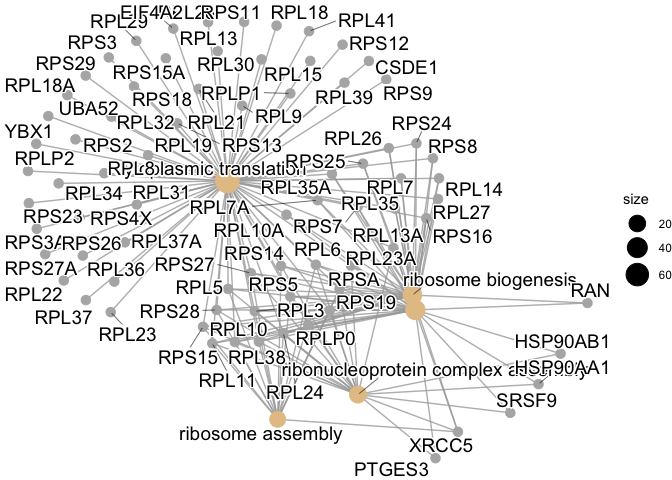 EIF4A2
RPL29
RPS11
RPL18
RPL41
RPS3
RPL13
RPS12
RPS29
RPS15A
RPL30
RPL15
CSDE1
RPL18A
RPS18
RPLP1
RPL39
RPS9
UBA52
RPL32
RPL21
RPL9
RPS24
YBX1
RPS2
RPL19
RPS13
RPL26
RPS8
RPLP2
RPL8
plasmic translation
RPS25
RPL34
RPL31
RPL35A
RPL7
RPL14
RPS23
RPS4X
RPL7A
RPL35
RPL27
RPS26
RPL37A
RPL10A
RPS7
RPL13A
RPS16
RPS27A
RPL36
RPS27
RPS14
RPL6
RPL23A
RPL22
RPL5
RPS5
RPSA
ribosome biogenesis
RAN
RPL37
RPL23
RPS28
RPL3
RPS19
RPS15
RPL10
RPL38
RPLP0
HSP90AB1
HSP90AA1
RPL11
RPL24
ribonucleoprotein complex assembly
SRSF9
ribosome assembly
XRCC5
PTGES3
size
20
40
60